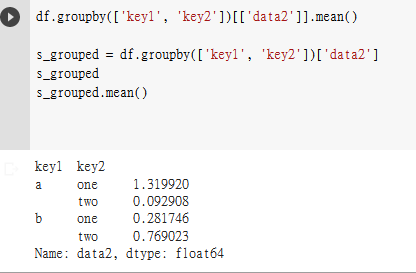 df.groupby(['key1', 'key2'])[['data2']].mean()
s_grouped = df.groupby(['key1', 'key2'])['data2']
s_grouped
s_grouped.mean()
key1 key2
a one 1.319920
two 0.092908
b one 0.281746
two 0.769023
Name: data2, dtype: float64